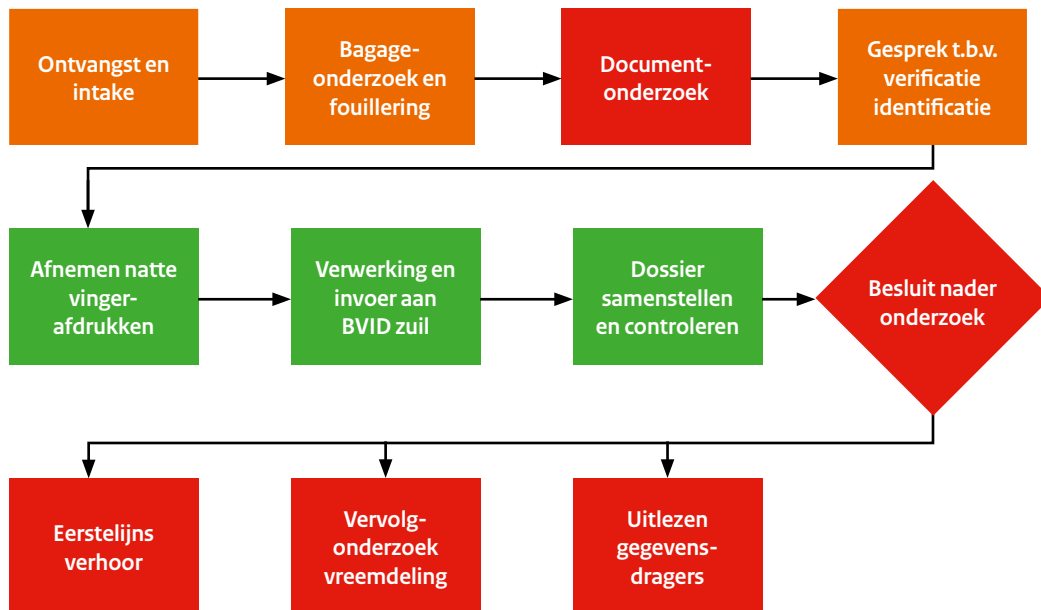 Ontvangst en
intake
Bagage-
onderzoek en
fouillering
Document-
onderzoek
Gesprek t.b.v.
verificatie
identificatie
Afnemen natte
vinger-
afdrukken
Verwerking en
invoer aan
BVID zuil
Dossier
samenstellen
en controleren
Besluit nader
onderzoek
Eerstelijns
verhoor
Vervolg-
onderzoek
vreemdeling
Uitlezen
gegevens-
dragers